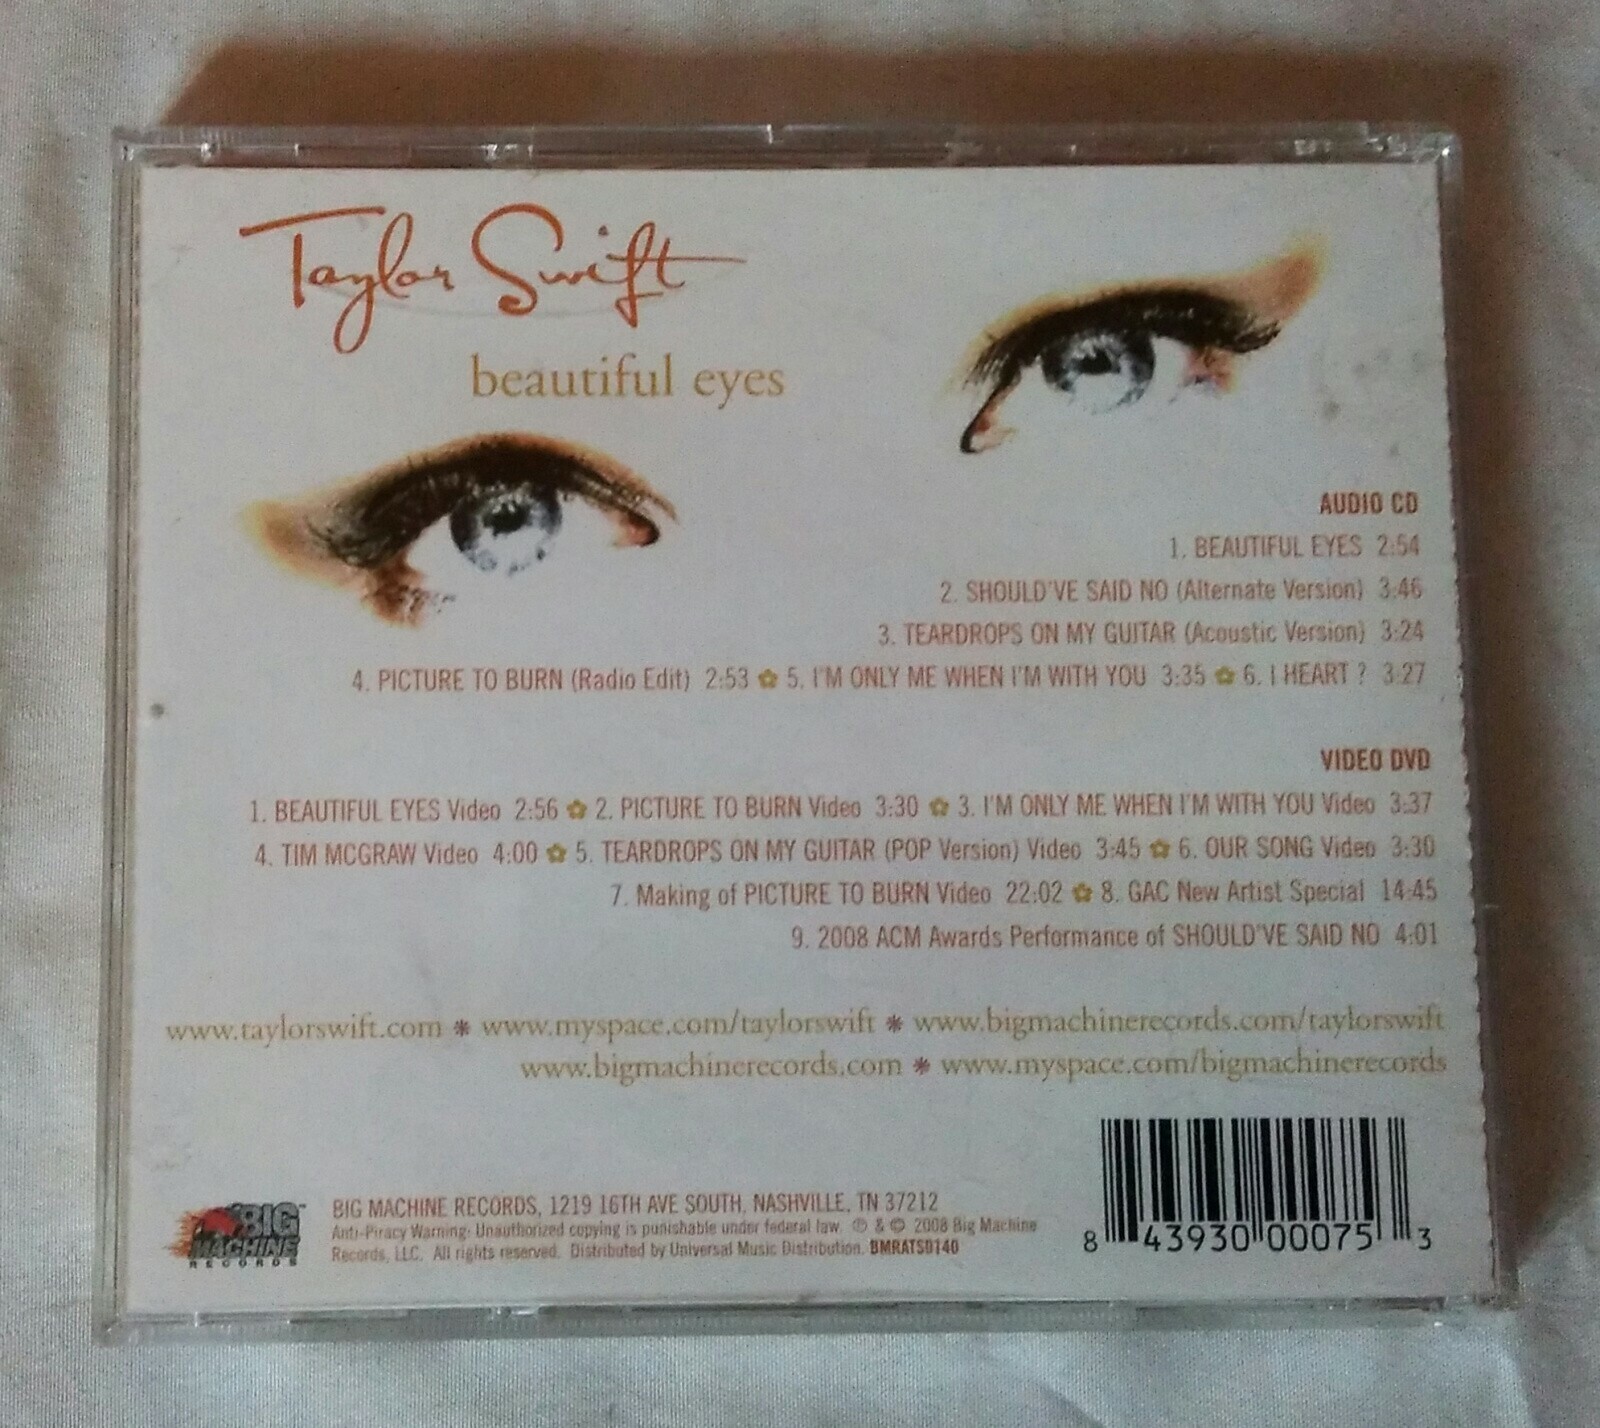 Taylor Swift
beautiful eyes
AUDIO CD
1. BEAUTIFUL EYES 2:54
2. SHOULD'VE SAID NO (Alternate Version) 3:46
3. TEARDROPS ON MY GUITAR (Acoustic Version) 3:24
4. PICTURE TO BURN (Radio Edit) 2:53 ✿ 5. I'M ONLY ME WHEN I'M WITH YOU 3:35 ✿ 6. I HEART ? 3:27
VIDEO DVD
1. BEAUTIFUL EYES Video 2:56 ✿ 2. PICTURE TO BURN Video 3:30 ✿ 3. I'M ONLY ME WHEN I'M WITH YOU Video 3:37
4. TIM MCGRAW Video 4:00 ✿ 5. TEARDROPS ON MY GUITAR (POP Version) Video 3:45 ✿ 6. OUR SONG Video 3:30
7. Making of PICTURE TO BURN Video 22:02 ✿ 8. GAC New Artist Special 14:45
9. 2008 ACM Awards Performance of SHOULD'VE SAID NO 4:01
www.taylorswift.com * www.myspace.com/taylorswift * www.bigmachinerecords.com/taylorswift
www.bigmachinerecords.com * www.myspace.com/bigmachinerecords
BIG
MACHINE
RECORDS
BIG MACHINE RECORDS, 1219 16TH AVE SOUTH, NASHVILLE, TN 37212
Anti-Piracy Warning: Unauthorized copying is punishable under federal law. ℗ & © 2008 Big Machine
Records, LLC. All rights reserved. Distributed by Universal Music Distribution. BMRATS0140
8 43930 00075 3